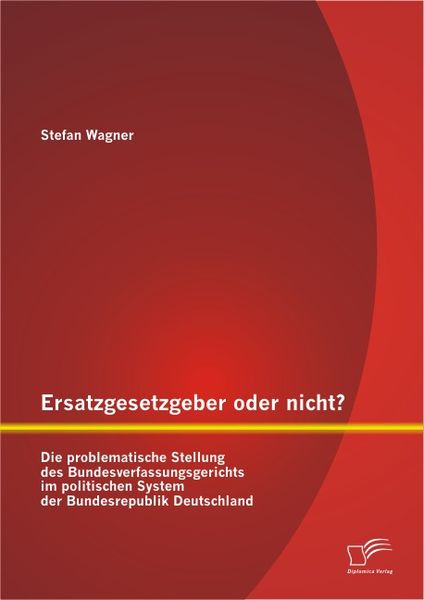 Stefan Wagner
Ersatzgesetzgeber oder nicht?
Die problematische Stellung
des Bundesverfassungsgerichts
im politischen System
der Bundesrepublik Deutschland
Diplomica Verlag